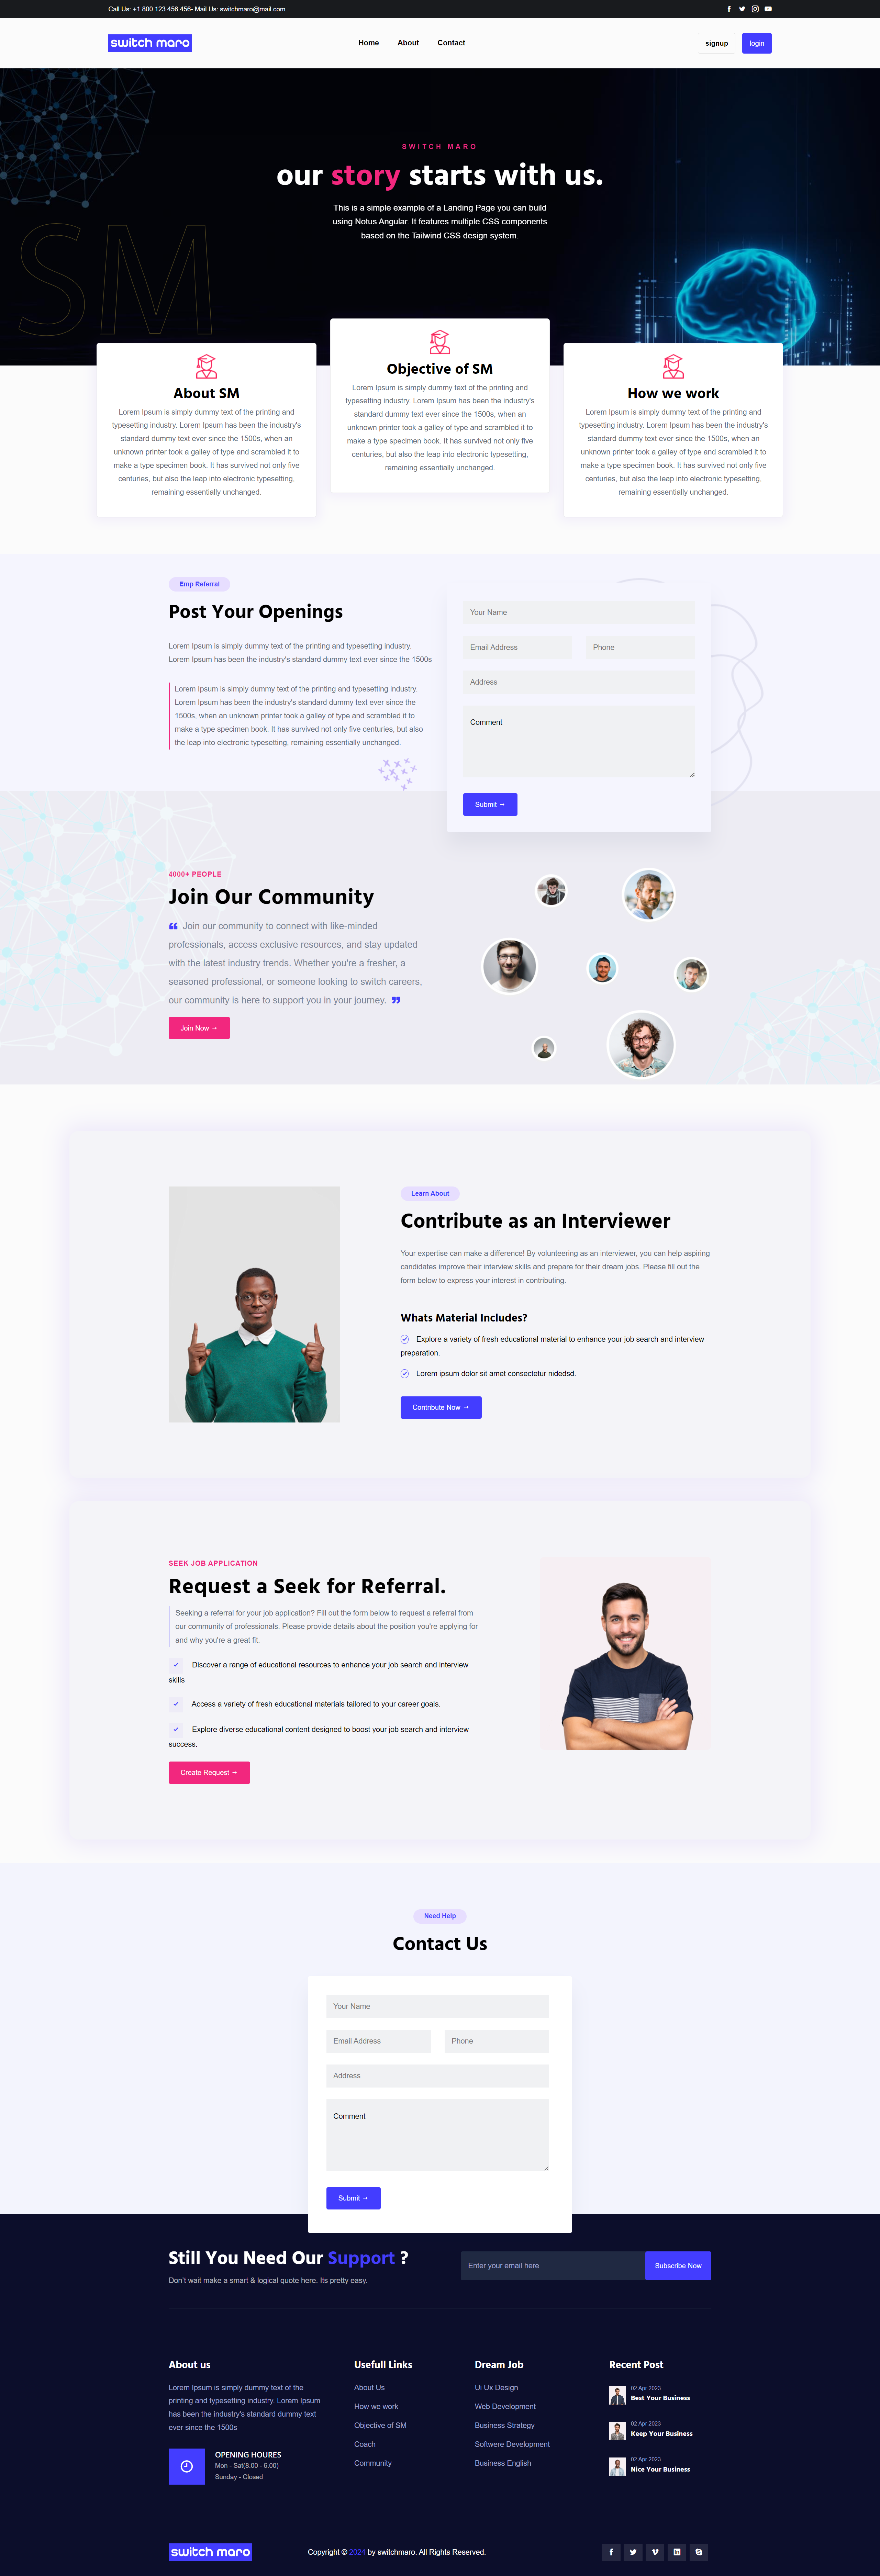 Call Us: +1 800 123 456 456- Mail Us: switchmaro@mail.com
switch maro
Home
About
Contact
signup
login
SWITCH MARO
our story starts with us.
This is a simple example of a Landing Page you can build
using Notus Angular. It features multiple CSS components
based on the Tailwind CSS design system.
SM
About SM
Lorem Ipsum is simply dummy text of the printing and
typesetting industry. Lorem Ipsum has been the industry's
standard dummy text ever since the 1500s, when an
unknown printer took a galley of type and scrambled it to
make a type specimen book. It has survived not only five
centuries, but also the leap into electronic typesetting,
remaining essentially unchanged.
Objective of SM
Lorem Ipsum is simply dummy text of the printing and
typesetting industry. Lorem Ipsum has been the industry's
standard dummy text ever since the 1500s, when an
unknown printer took a galley of type and scrambled it to
make a type specimen book. It has survived not only five
centuries, but also the leap into electronic typesetting,
remaining essentially unchanged.
How we work
Lorem Ipsum is simply dummy text of the printing and
typesetting industry. Lorem Ipsum has been the industry's
standard dummy text ever since the 1500s, when an
unknown printer took a galley of type and scrambled it to
make a type specimen book. It has survived not only five
centuries, but also the leap into electronic typesetting,
remaining essentially unchanged.
Emp Referral
Post Your Openings
Lorem Ipsum is simply dummy text of the printing and typesetting industry.
Lorem Ipsum has been the industry's standard dummy text ever since the 1500s
Lorem Ipsum is simply dummy text of the printing and typesetting industry.
Lorem Ipsum has been the industry's standard dummy text ever since the
1500s, when an unknown printer took a galley of type and scrambled it to
make a type specimen book. It has survived not only five centuries, but also
the leap into electronic typesetting, remaining essentially unchanged.
Your Name
Email Address
Phone
Address
Comment
Submit →
4000+ PEOPLE
Join Our Community
❝ Join our community to connect with like-minded
professionals, access exclusive resources, and stay updated
with the latest industry trends. Whether you're a fresher, a
seasoned professional, or someone looking to switch careers,
our community is here to support you in your journey. ❞
Join Now →
Learn About
Contribute as an Interviewer
Your expertise can make a difference! By volunteering as an interviewer, you can help aspiring
candidates improve their interview skills and prepare for their dream jobs. Please fill out the
form below to express your interest in contributing.
Whats Material Includes?
Explore a variety of fresh educational material to enhance your job search and interview
preparation.
Lorem ipsum dolor sit amet consectetur nidedsd.
Contribute Now →
SEEK JOB APPLICATION
Request a Seek for Referral.
Seeking a referral for your job application? Fill out the form below to request a referral from
our community of professionals. Please provide details about the position you're applying for
and why you're a great fit.
Discover a range of educational resources to enhance your job search and interview
skills
Access a variety of fresh educational materials tailored to your career goals.
Explore diverse educational content designed to boost your job search and interview
success.
Create Request →
Need Help
Contact Us
Your Name
Email Address
Phone
Address
Comment
Submit →
Still You Need Our Support ?
Don't wait make a smart & logical quote here. Its pretty easy.
Enter your email here
Subscribe Now
About us
Lorem Ipsum is simply dummy text of the
printing and typesetting industry. Lorem Ipsum
has been the industry's standard dummy text
ever since the 1500s
OPENING HOURES
Mon - Sat(8.00 - 6.00)
Sunday - Closed
Usefull Links
About Us
How we work
Objective of SM
Coach
Community
Dream Job
Ui Ux Design
Web Development
Business Strategy
Softwere Development
Business English
Recent Post
02 Apr 2023
Best Your Business
02 Apr 2023
Keep Your Business
02 Apr 2023
Nice Your Business
switch maro
Copyright © 2024 by switchmaro. All Rights Reserved.